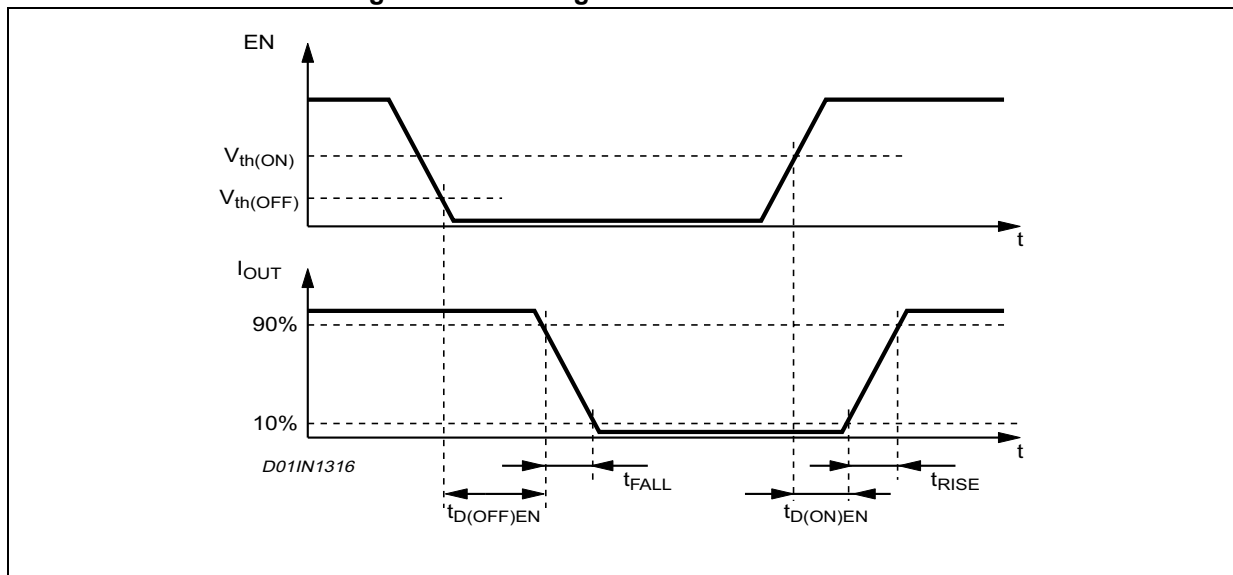 EN
Vth(ON)
Vth(OFF)
t
IOUT
90%
10%
t
D01IN1316
tFALL
tRISE
tD(OFF)EN
tD(ON)EN